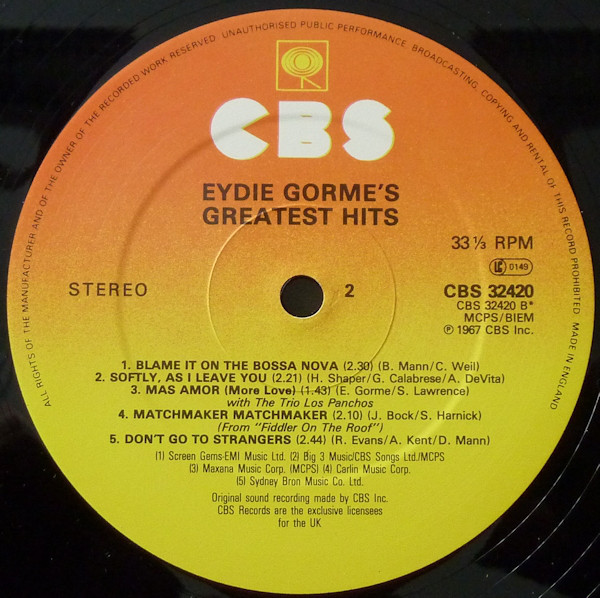 ALL RIGHTS OF THE MANUFACTURER AND OF THE OWNER OF THE RECORDED WORK RESERVED. UNAUTHORISED PUBLIC PERFORMANCE, BROADCASTING, COPYING AND RENTAL OF THIS RECORD PROHIBITED. MADE IN ENGLAND
CBS
EYDIE GORME'S
GREATEST HITS
33⅓ RPM
LC 0149
STEREO
2
CBS 32420
CBS 32420 B*
MCPS/BIEM
℗ 1967 CBS Inc.
1. BLAME IT ON THE BOSSA NOVA (2.30) (B. Mann/C. Weil)
2. SOFTLY, AS I LEAVE YOU (2.21) (H. Shaper/G. Calabrese/A. DeVita)
3. MAS AMOR (More Love) (1.43) (E. Gorme/S. Lawrence)
with The Trio Los Panchos
4. MATCHMAKER MATCHMAKER (2.10) (J. Bock/S. Harnick)
(From "Fiddler On The Roof")
5. DON'T GO TO STRANGERS (2.44) (R. Evans/A. Kent/D. Mann)
(1) Screen Gems-EMI Music Ltd. (2) Big 3 Music/CBS Songs Ltd./MCPS
(3) Maxana Music Corp. (MCPS) (4) Carlin Music Corp.
(5) Sydney Bron Music Co. Ltd.
Original sound recording made by CBS Inc.
CBS Records are the exclusive licensees
for the UK